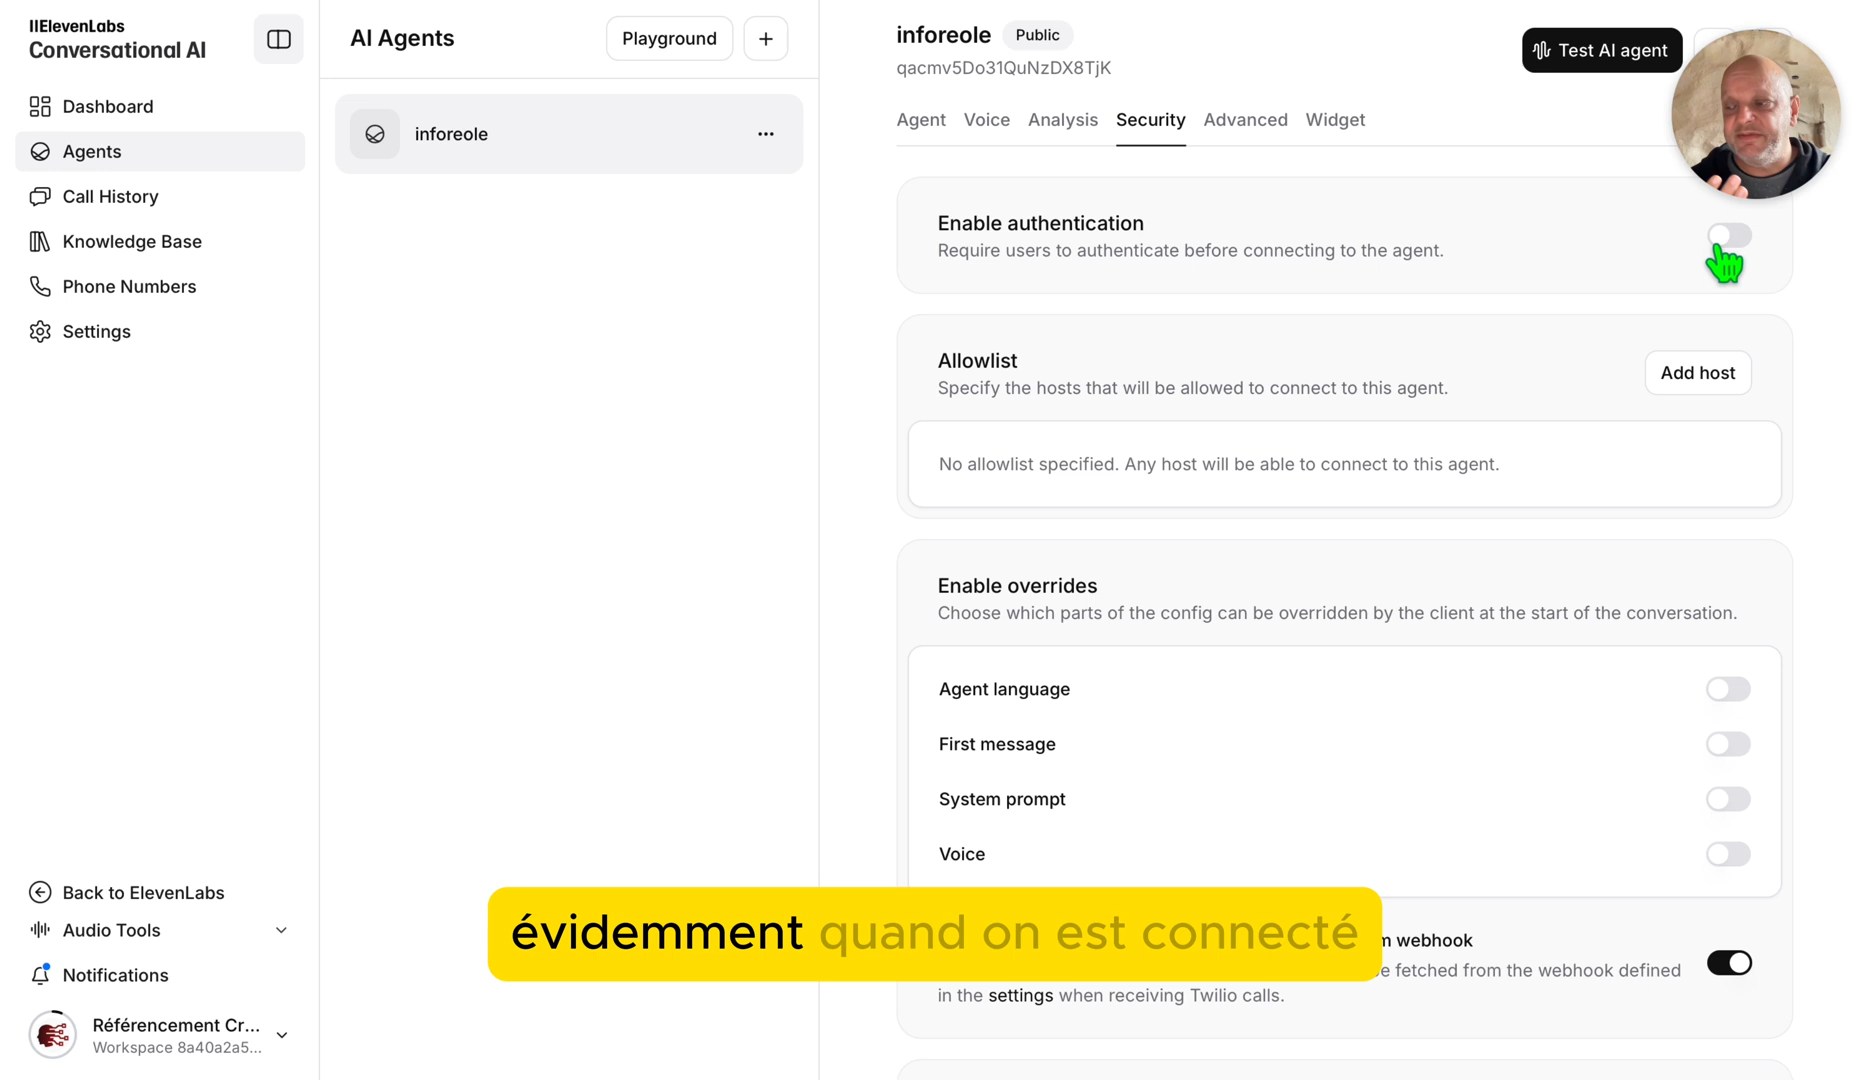 IIElevenLabs
Conversational AI
Dashboard
Agents
Call History
Knowledge Base
Phone Numbers
Settings
Back to ElevenLabs
Audio Tools
Notifications
Référencement Cr...
Workspace 8a40a2a5...
AI Agents
Playground
+
inforeole
...
inforeole
Public
qacmv5Do31QuNzDX8TjK
Test AI agent
Agent Voice Analysis Security Advanced Widget
Enable authentication
Require users to authenticate before connecting to the agent.
Allowlist
Specify the hosts that will be allowed to connect to this agent.
Add host
No allowlist specified. Any host will be able to connect to this agent.
Enable overrides
Choose which parts of the config can be overridden by the client at the start of the conversation.
Agent language
First message
System prompt
Voice
webhook
fetched from the webhook defined
in the settings when receiving Twilio calls.
évidemment quand on est connecté